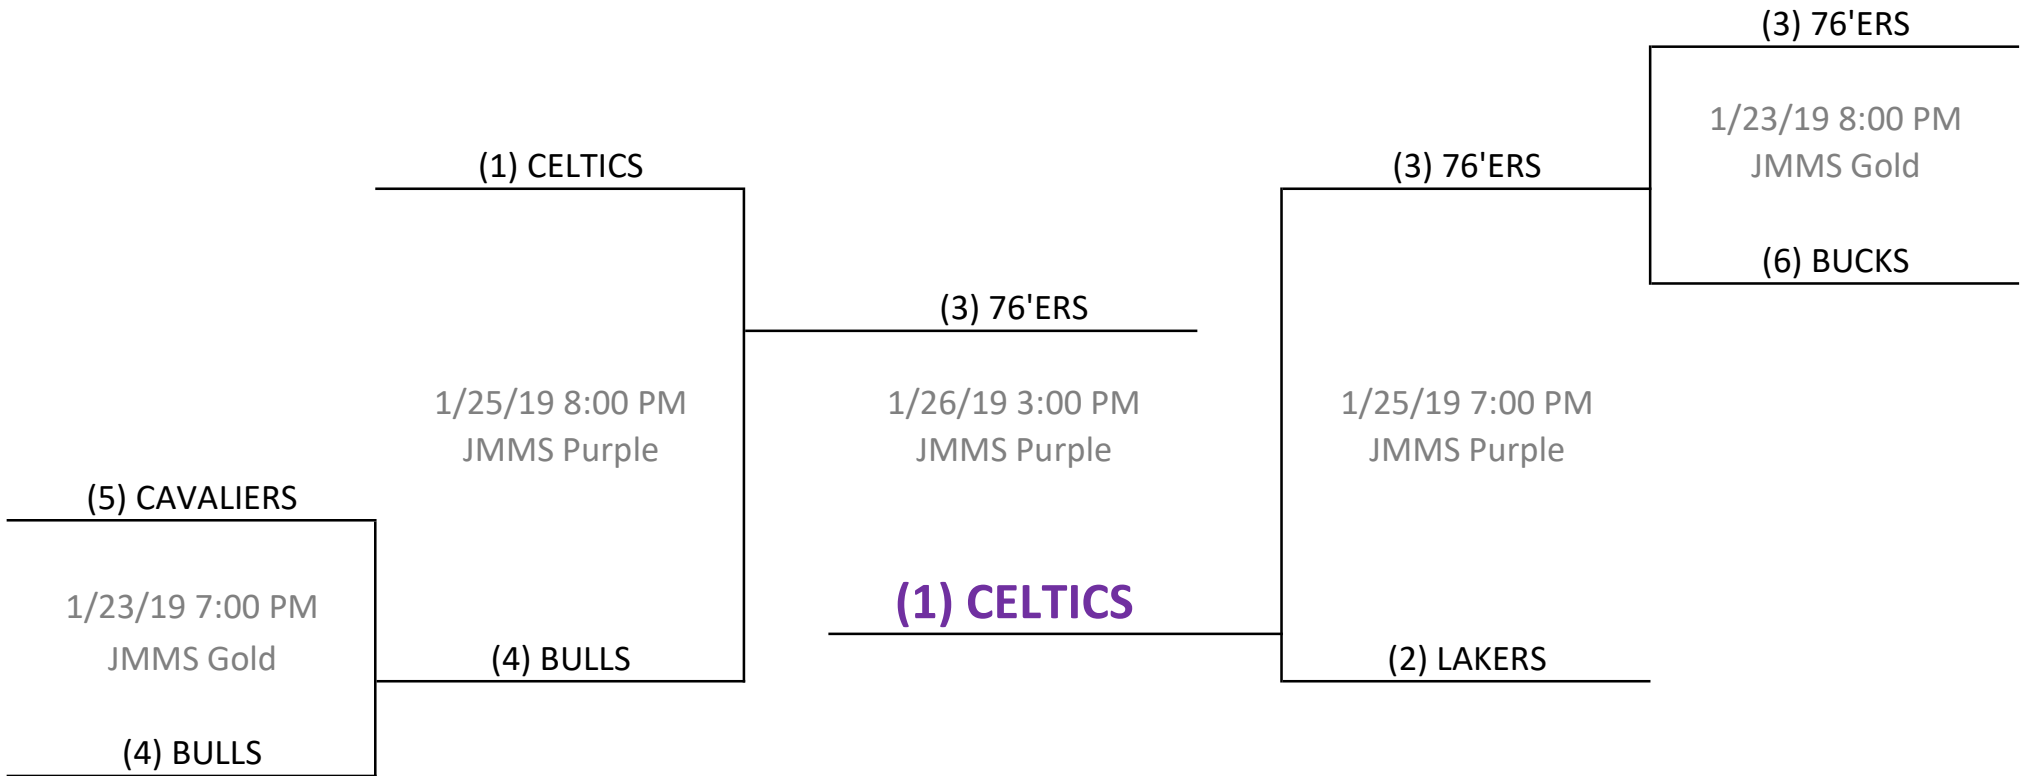 (3) 76'ERS
1/23/19 8:00 PM
JMMS Gold
(1) CELTICS
(3) 76'ERS
(6) BUCKS
(3) 76'ERS
1/25/19 8:00 PM
JMMS Purple
1/26/19 3:00 PM
JMMS Purple
1/25/19 7:00 PM
JMMS Purple
(5) CAVALIERS
1/23/19 7:00 PM
JMMS Gold
(1) CELTICS
(4) BULLS
(2) LAKERS
(4) BULLS